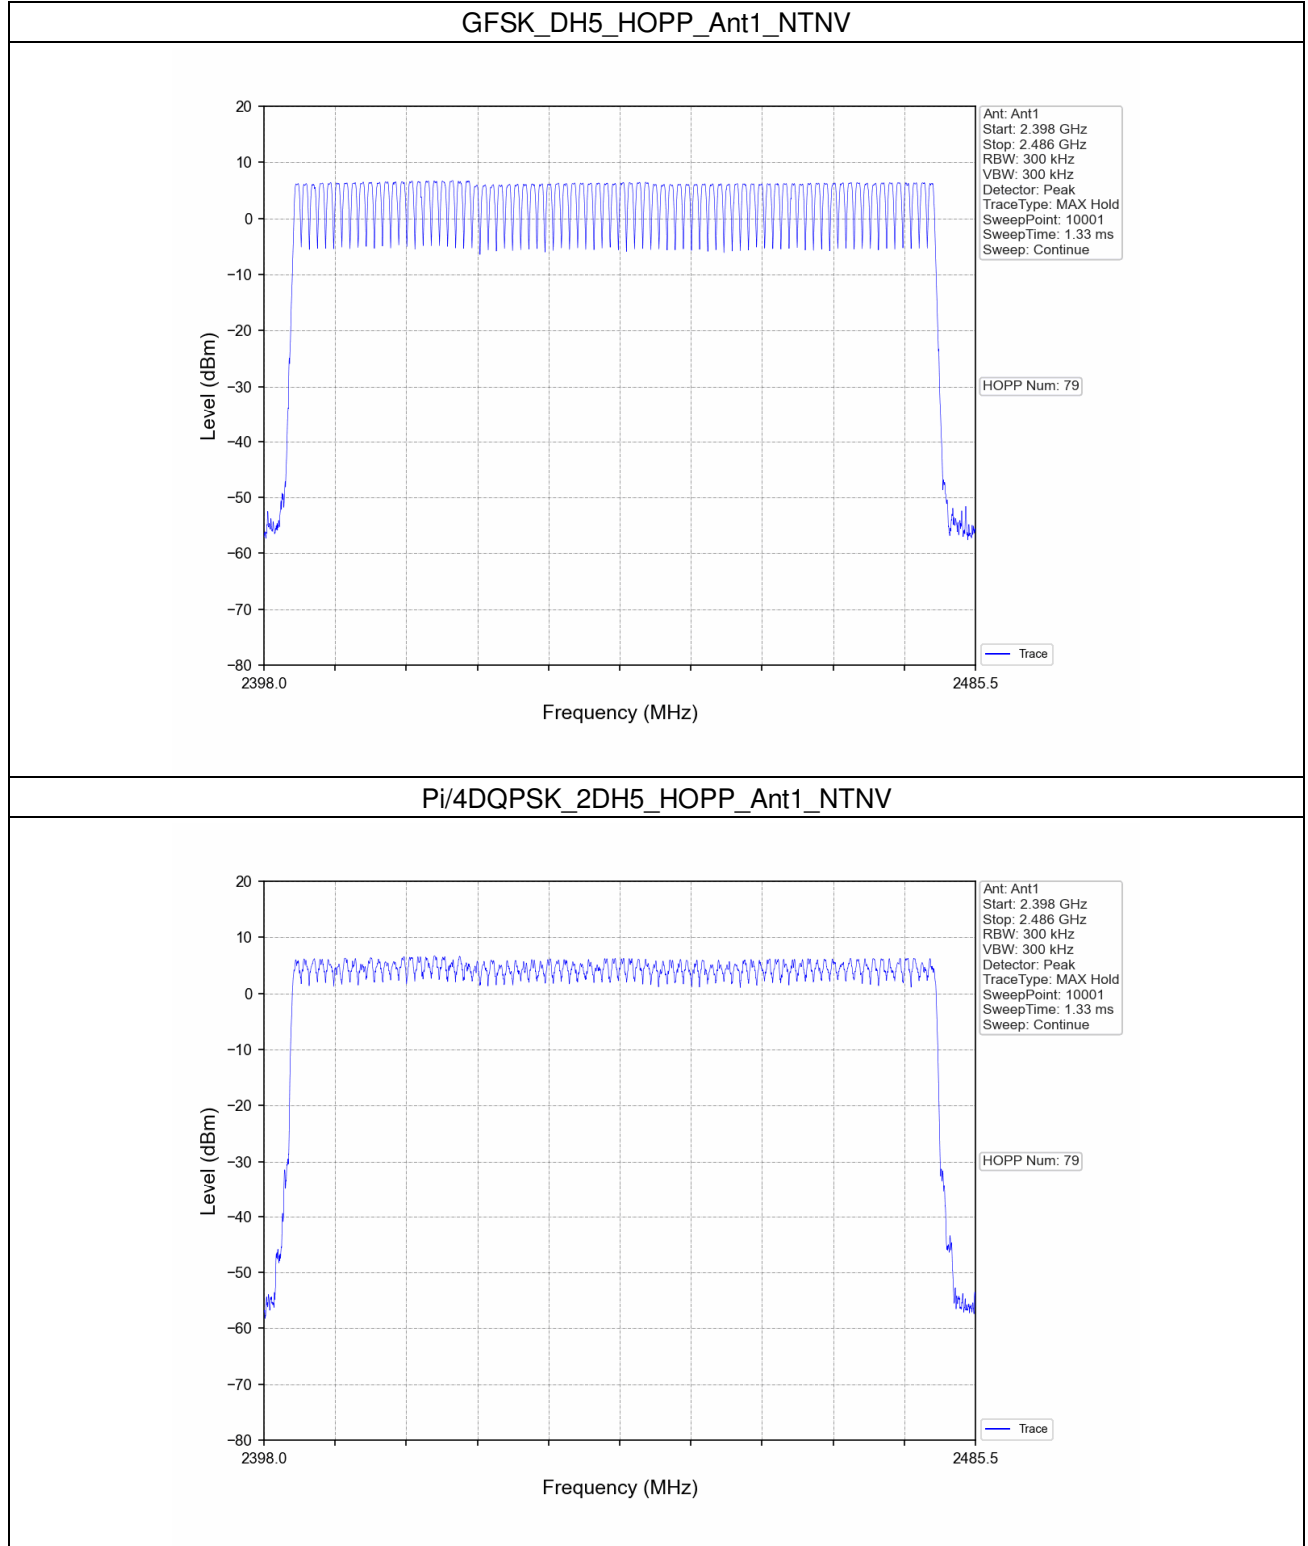 GFSK_DH5_HOPP_Ant1_NTNV
20
10
0
−10
−20
−30
−40
−50
−60
−70
−80
Level (dBm)
2398.0
2485.5
Frequency (MHz)
Ant: Ant1
Start: 2.398 GHz
Stop: 2.486 GHz
RBW: 300 kHz
VBW: 300 kHz
Detector: Peak
TraceType: MAX Hold
SweepPoint: 10001
SweepTime: 1.33 ms
Sweep: Continue
HOPP Num: 79
Trace
Pi/4DQPSK_2DH5_HOPP_Ant1_NTNV
20
10
0
−10
−20
−30
−40
−50
−60
−70
−80
Level (dBm)
2398.0
2485.5
Frequency (MHz)
Ant: Ant1
Start: 2.398 GHz
Stop: 2.486 GHz
RBW: 300 kHz
VBW: 300 kHz
Detector: Peak
TraceType: MAX Hold
SweepPoint: 10001
SweepTime: 1.33 ms
Sweep: Continue
HOPP Num: 79
Trace